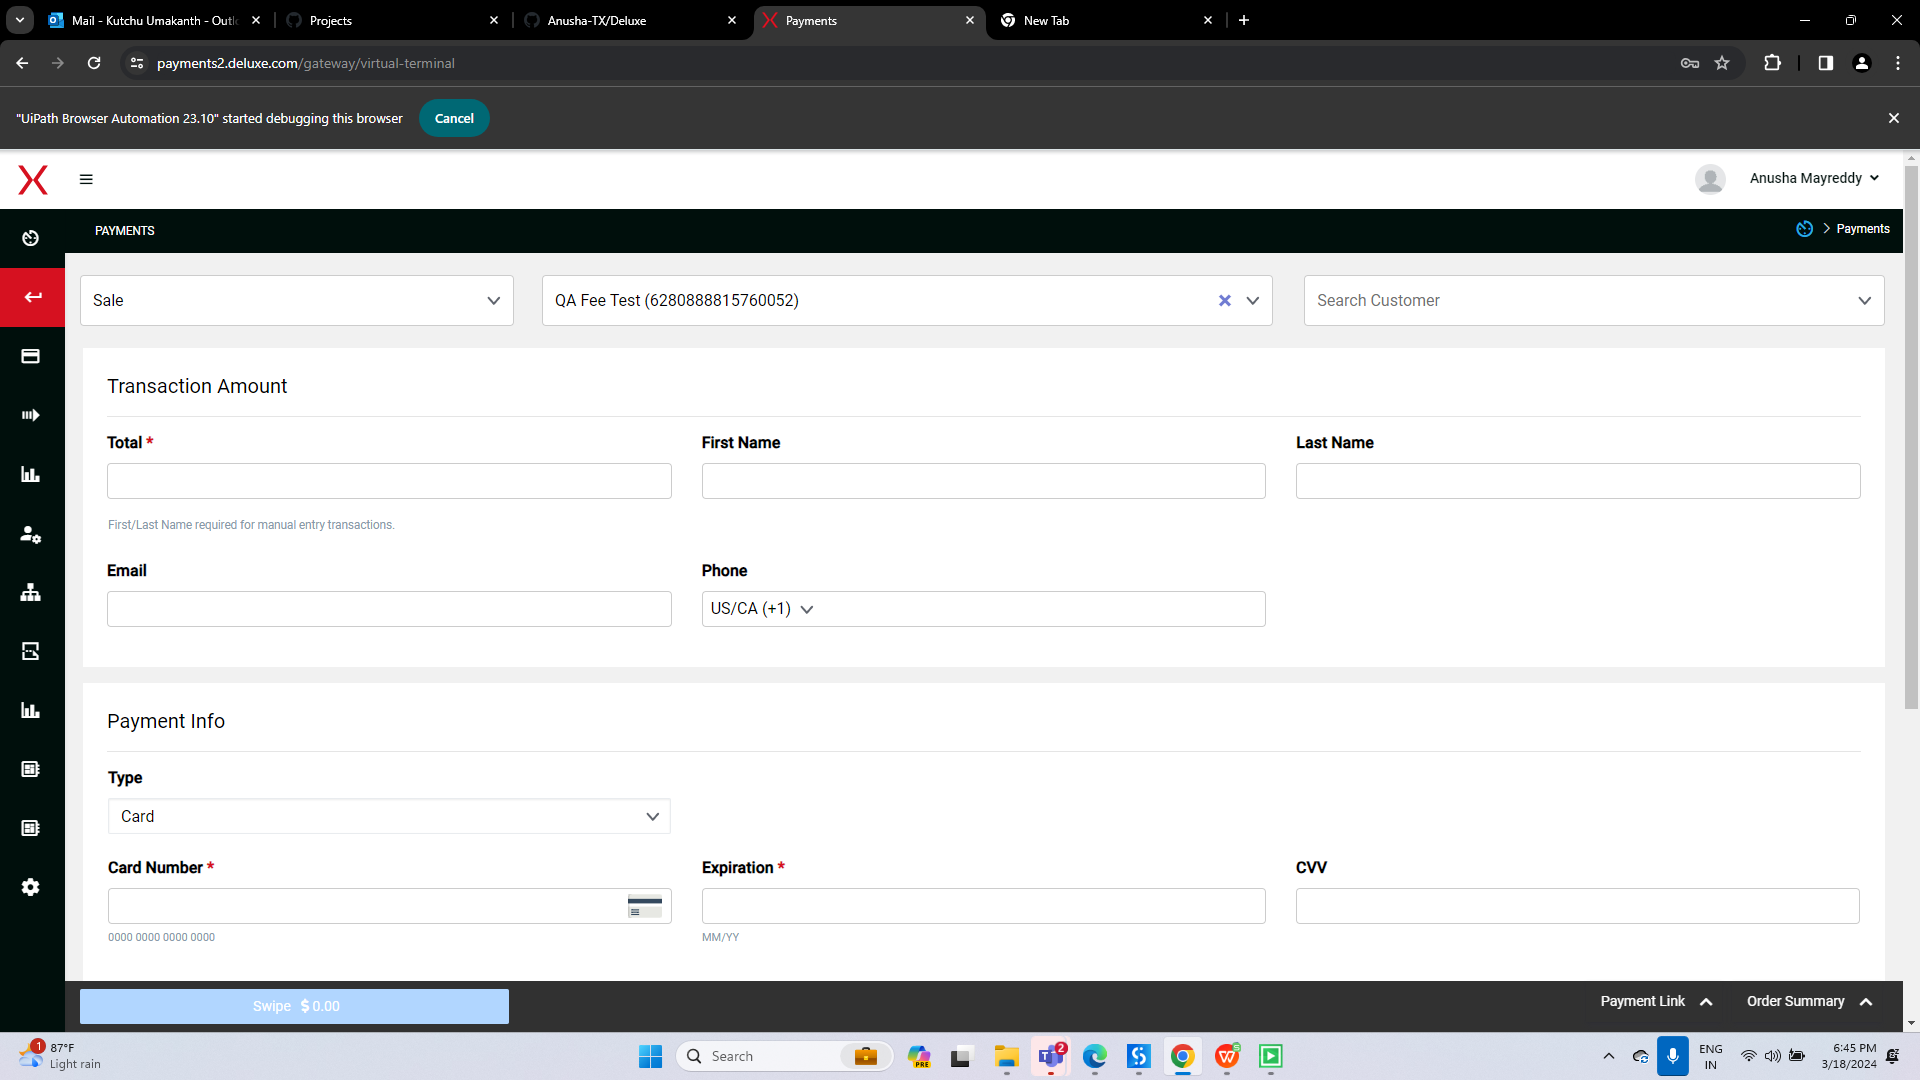 Mail - Kutchu Umakanth - Outl
Projects
Anusha-TX/Deluxe
Payments
New Tab
payments2.deluxe.com/gateway/virtual-terminal
"UiPath Browser Automation 23.10" started debugging this browser
Cancel
Anusha Mayreddy
PAYMENTS
Payments
Sale
QA Fee Test (6280888815760052)
Search Customer
Transaction Amount
Total *
First Name
Last Name
First/Last Name required for manual entry transactions.
Email
Phone
US/CA (+1)
Payment Info
Type
Card
Card Number *
Expiration *
CVV
0000 0000 0000 0000
MM/YY
Swipe $ 0.00
Payment Link
Order Summary
1
87°F
Light rain
Search
PRE
2
ENG
IN
6:45 PM
3/18/2024